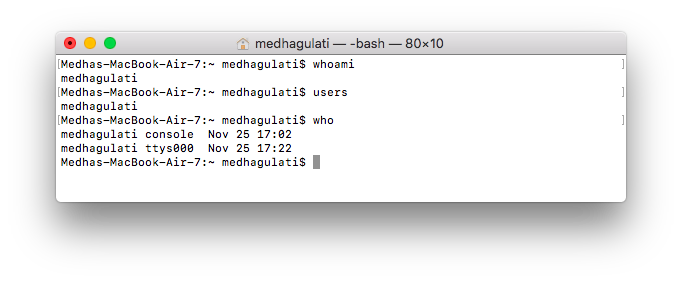 medhagulati — -bash — 80×10
[Medhas-MacBook-Air-7:~ medhagulati$ whoami ]
medhagulati
[Medhas-MacBook-Air-7:~ medhagulati$ users ]
medhagulati
[Medhas-MacBook-Air-7:~ medhagulati$ who ]
medhagulati console  Nov 25 17:02
medhagulati ttys000  Nov 25 17:22
Medhas-MacBook-Air-7:~ medhagulati$